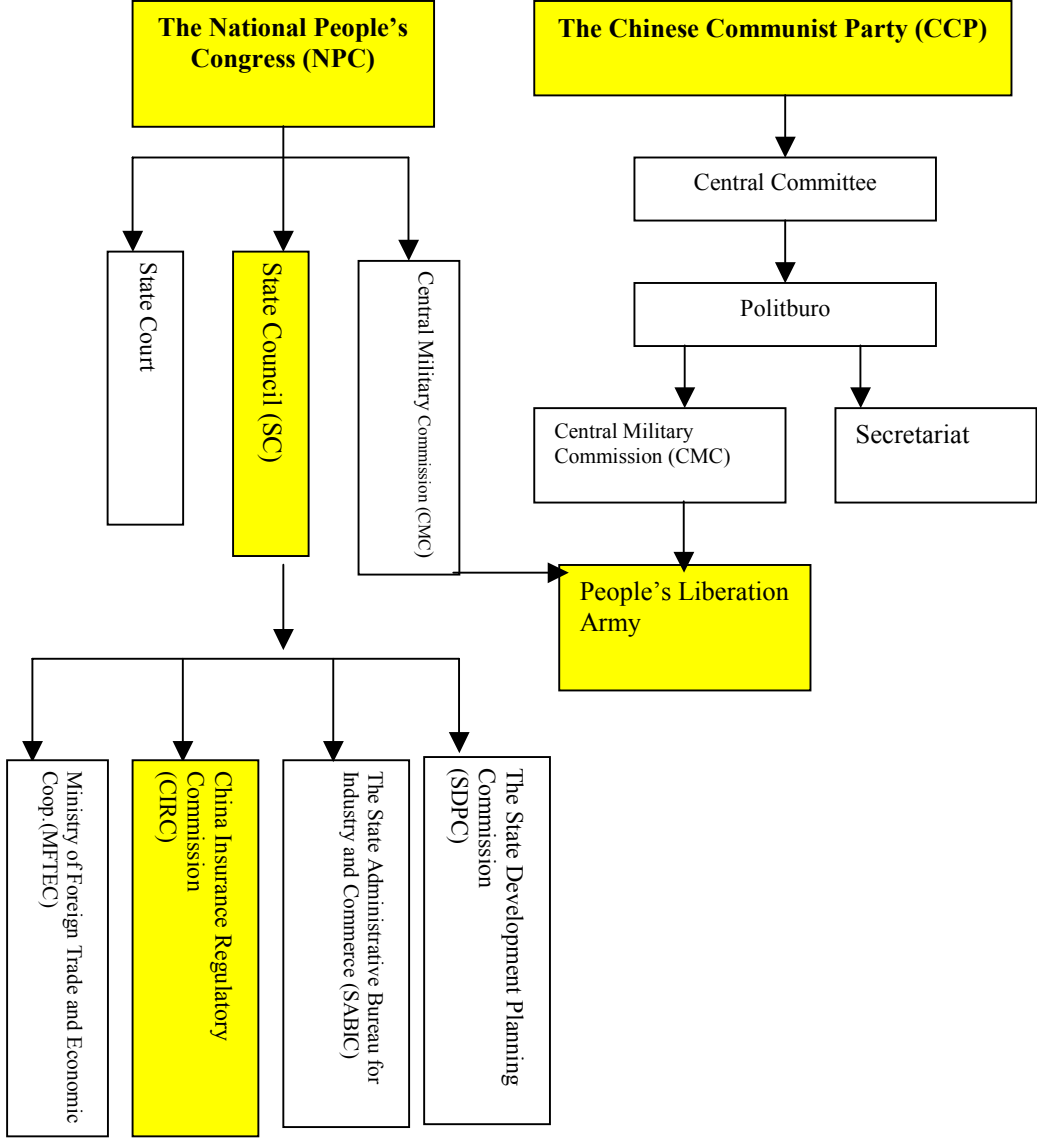 The National People’s
Congress (NPC)
The Chinese Communist Party (CCP)
Central Committee
Politburo
State Court
State Council (SC)
Central Military Commission (CMC)
Central Military
Commission (CMC)
Secretariat
People’s Liberation
Army
Ministry of Foreign Trade and Economic
Coop.(MFTEC)
China Insurance Regulatory
Commission
(CIRC)
The State Administrative Bureau for
Industry and Commerce (SABIC)
The State Development Planning
Commission
(SDPC)